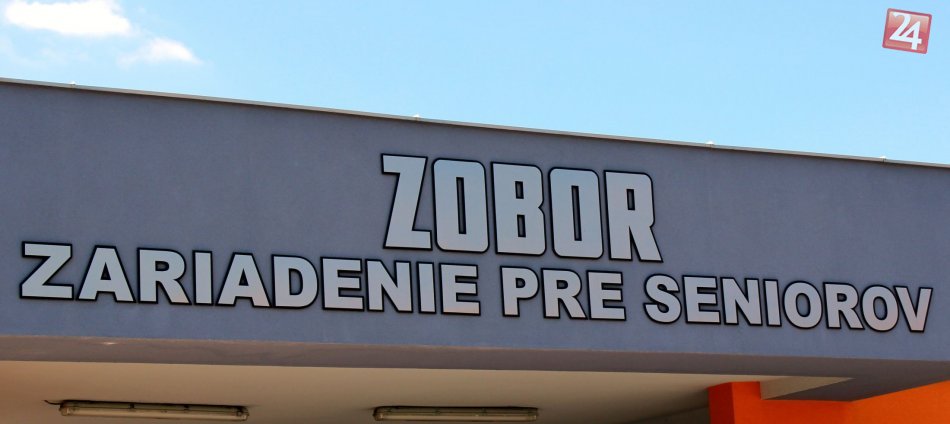 24
ZOBOR
ZARIADENIE PRE SENIOROV